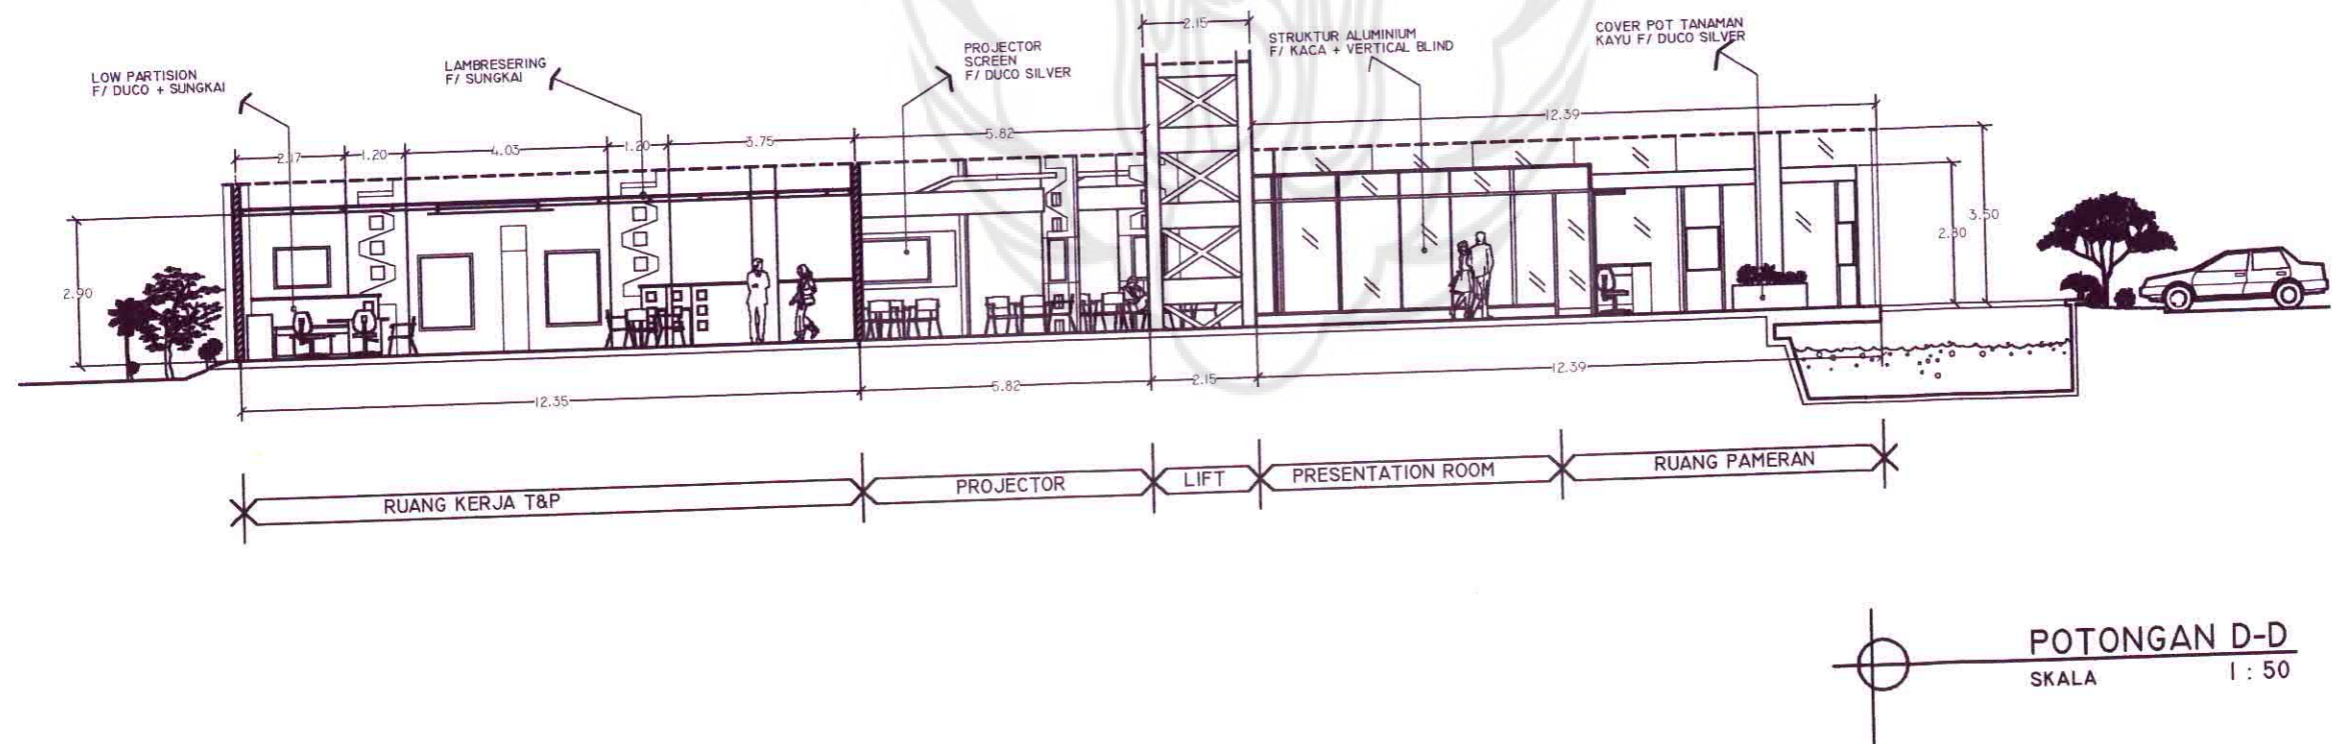 2.15
LOW PARTISION
F/ DUCO + SUNGKAI
LAMBRESERING
F/ SUNGKAI
PROJECTOR
SCREEN
F/ DUCO SILVER
STRUKTUR ALUMINIUM
F/ KACA + VERTICAL BLIND
COVER POT TANAMAN
KAYU F/ DUCO SILVER
2.17 1.20 4.03 1.20 3.75 5.82 12.39
2.90
3.50
2.80
12.35 5.82 2.15 12.39
RUANG KERJA T&P PROJECTOR LIFT PRESENTATION ROOM RUANG PAMERAN
POTONGAN D-D
SKALA 1 : 50